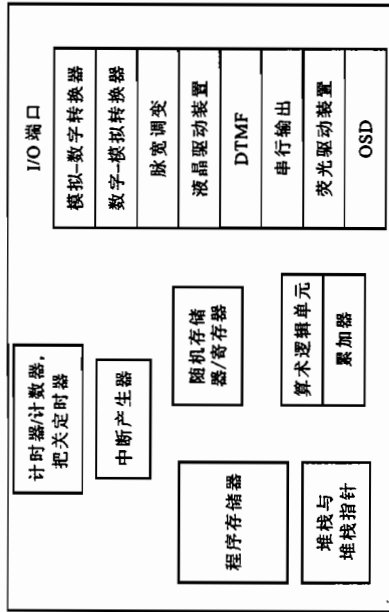 计时器/计数器,
把关定时器
中断产生器
程序存储器
堆栈与
堆栈指针
随机存储
器/寄存器
算术逻辑单元
累加器
I/O 端口
模拟-数字转换器
数字-模拟转换器
脉宽调变
液晶驱动装置
DTMF
串行输出
荧光驱动装置
OSD